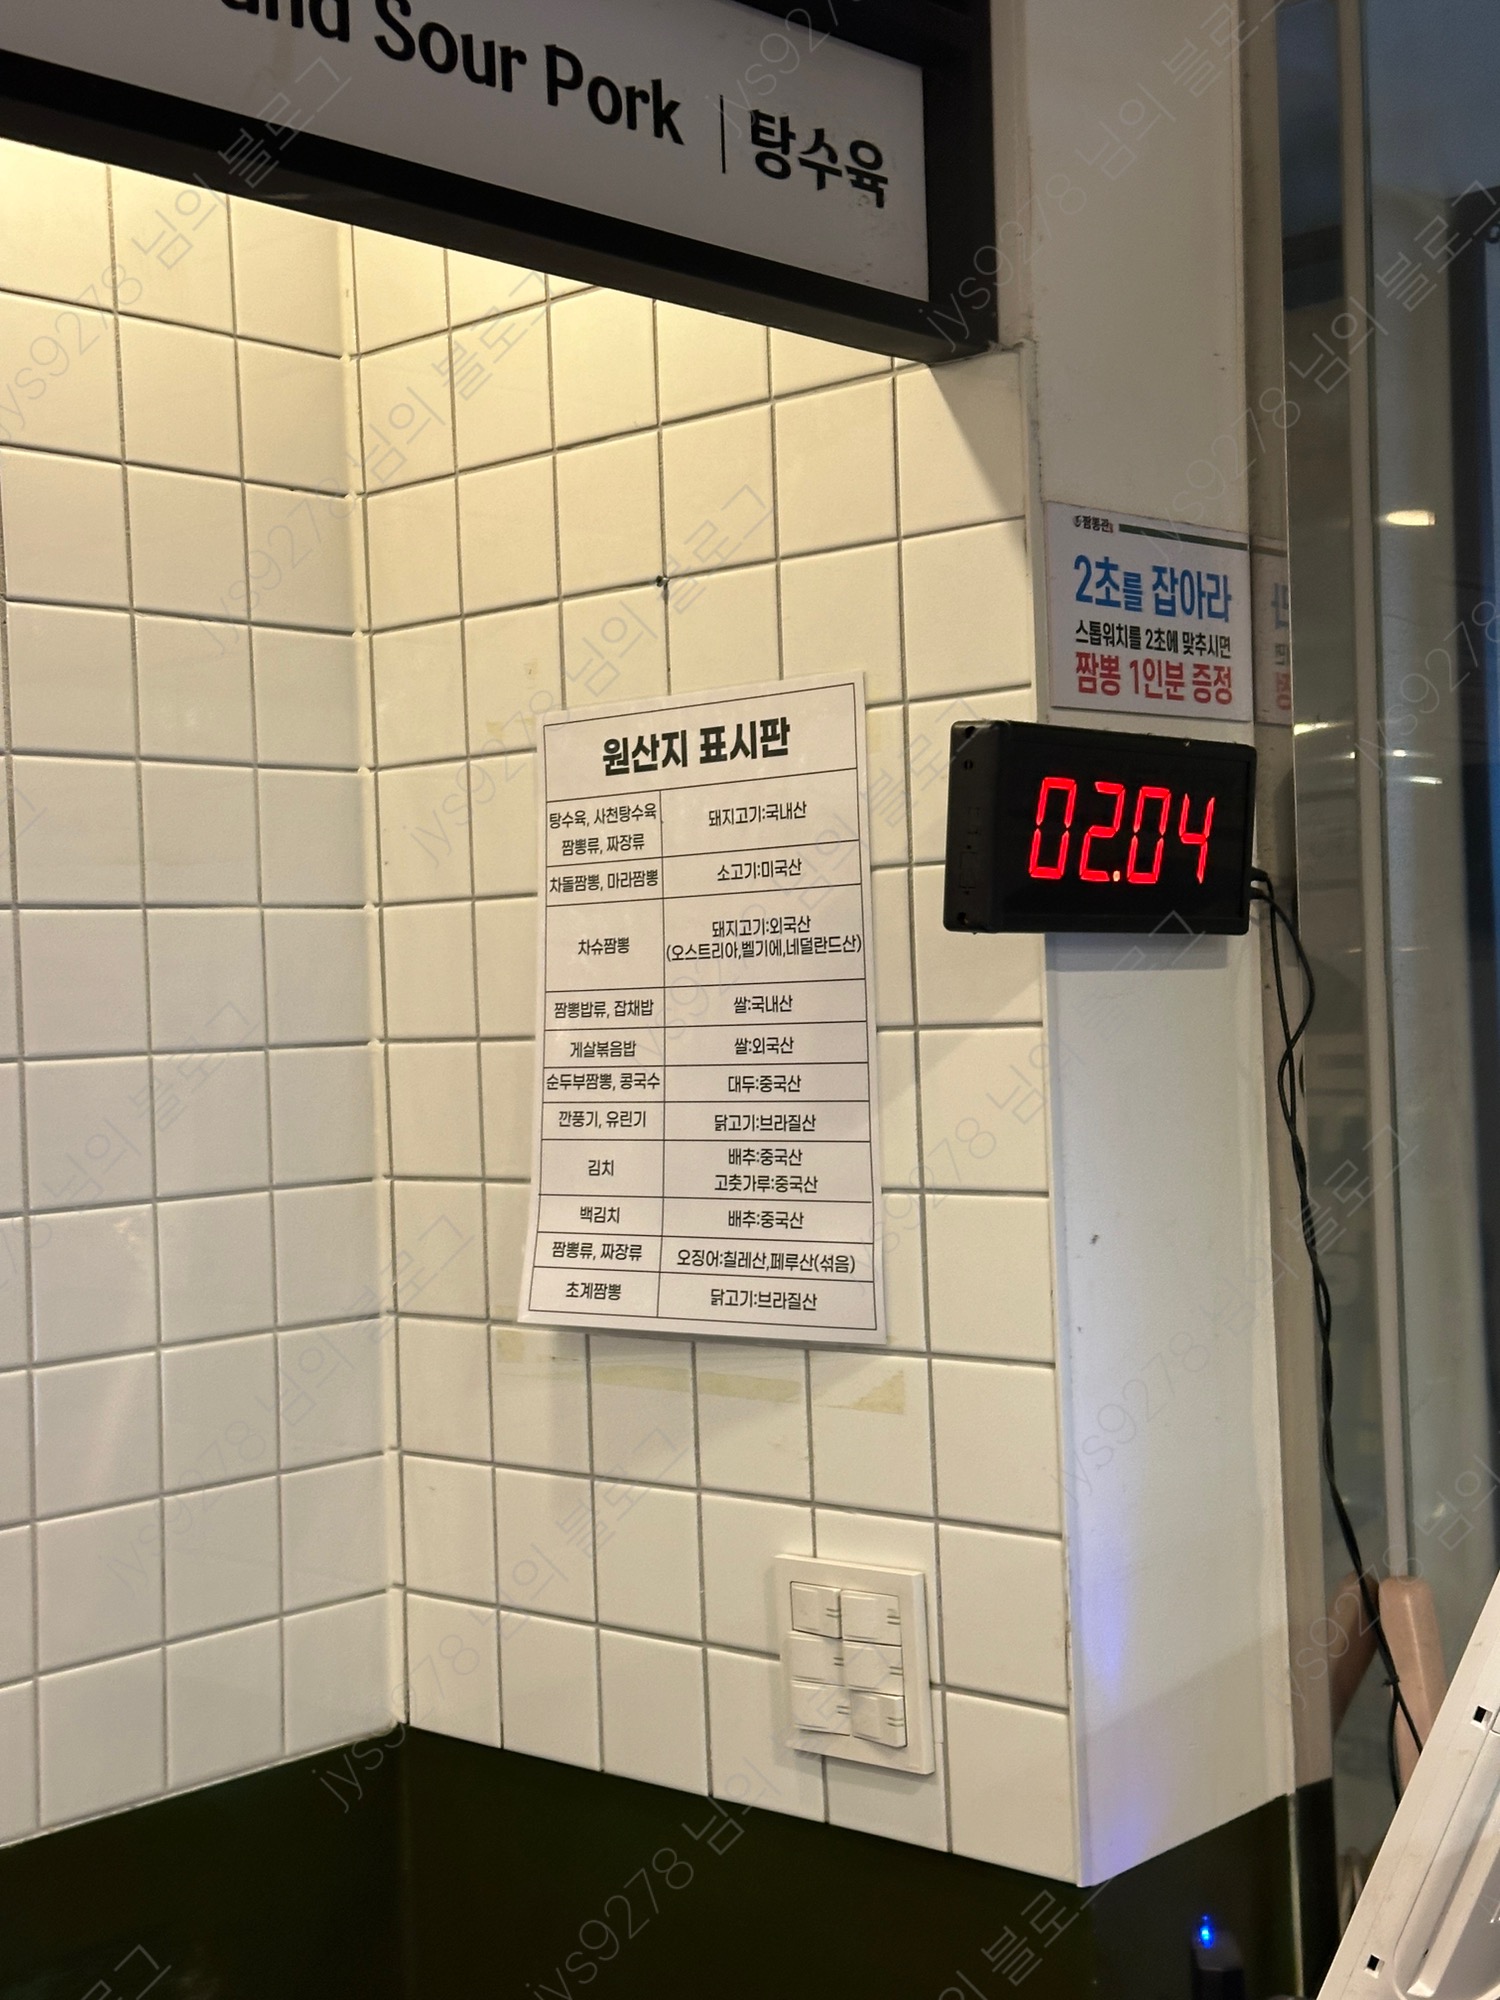 and Sour Pork | 탕수육
짬뽕관
2초를 잡아라
스톱워치를 2초에 맞추시면
짬뽕 1인분 증정
02.04
원산지 표시판
탕수육, 사천탕수육
짬뽕류, 짜장류
돼지고기:국내산
차돌짬뽕, 마라짬뽕
소고기:미국산
차슈짬뽕
돼지고기:외국산
(오스트리아,벨기에,네덜란드산)
짬뽕밥류, 잡채밥
쌀:국내산
게살볶음밥
쌀:외국산
순두부짬뽕, 콩국수
대두:중국산
깐풍기, 유린기
닭고기:브라질산
김치
배추:중국산
고춧가루:중국산
백김치
배추:중국산
짬뽕류, 짜장류
오징어:칠레산,페루산(섞음)
초계짬뽕
닭고기:브라질산
jys9278 님의 블로그